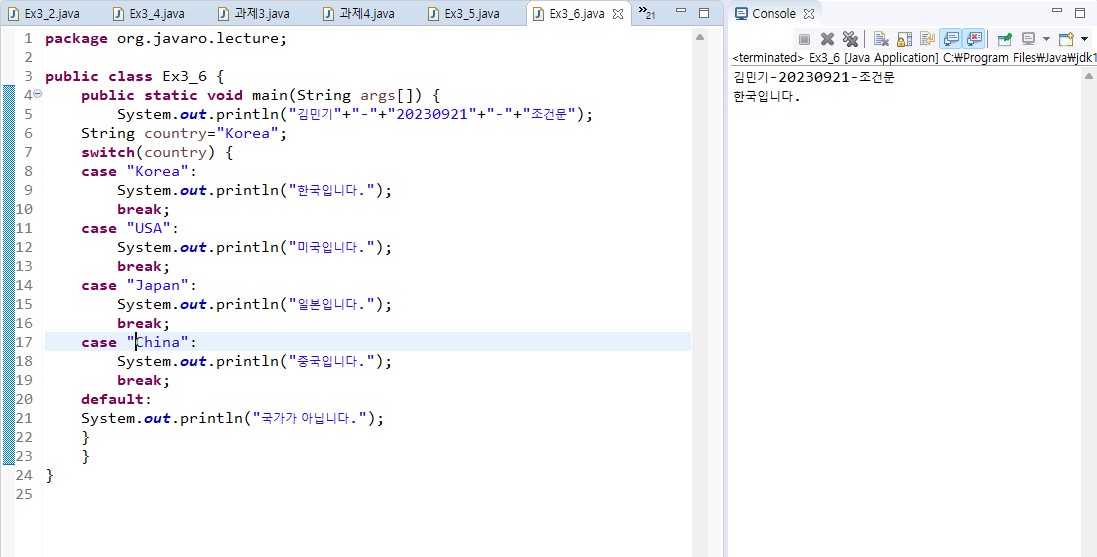 Ex3_2.java Ex3_4.java 과제3.java 과제4.java Ex3_5.java Ex3_6.java »21
1 package org.javaro.lecture;
2
3 public class Ex3_6 {
4 public static void main(String args[]) {
5 System.out.println("김민기"+"-"+"20230921"+"-"+"조건문");
6 String country="Korea";
7 switch(country) {
8 case "Korea":
9 System.out.println("한국입니다.");
10 break;
11 case "USA":
12 System.out.println("미국입니다.");
13 break;
14 case "Japan":
15 System.out.println("일본입니다.");
16 break;
17 case "China":
18 System.out.println("중국입니다.");
19 break;
20 default:
21 System.out.println("국가가 아닙니다.");
22 }
23 }
24 }
25
Console
<terminated> Ex3_6 [Java Application] C:₩Program Files₩Java₩jdk1
김민기-20230921-조건문
한국입니다.